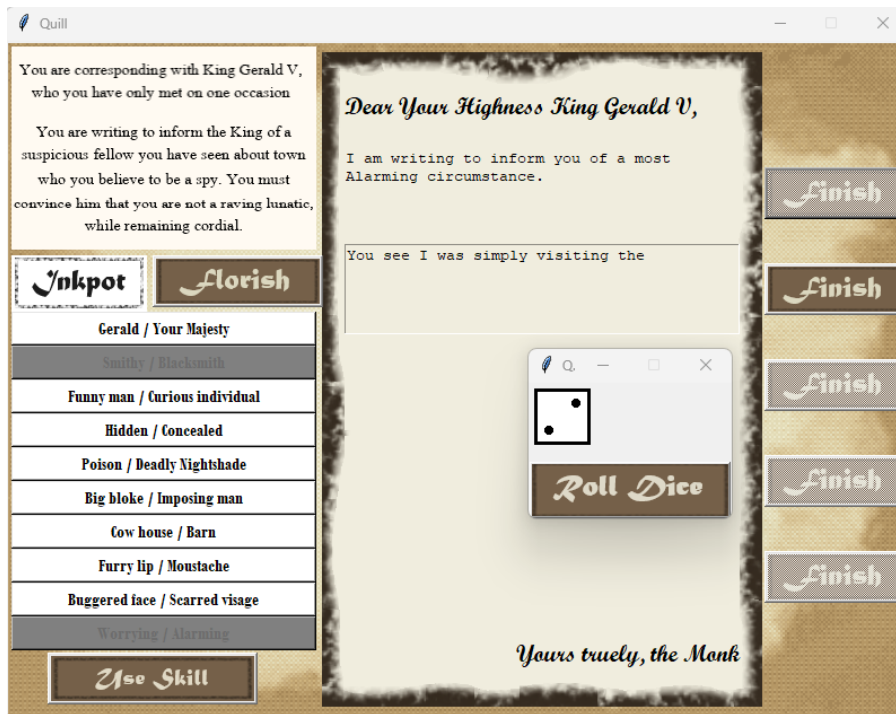 Quill
You are corresponding with King Gerald V,
who you have only met on one occasion
You are writing to inform the King of a
suspicious fellow you have seen about town
who you believe to be a spy. You must
convince him that you are not a raving lunatic,
while remaining cordial.
Inkpot
Florish
Gerald / Your Majesty
Smithy / Blacksmith
Funny man / Curious individual
Hidden / Concealed
Poison / Deadly Nightshade
Big bloke / Imposing man
Cow house / Barn
Furry lip / Moustache
Buggered face / Scarred visage
Worrying / Alarming
Use Skill
Dear Your Highness King Gerald V,
I am writing to inform you of a most
Alarming circumstance.
You see I was simply visiting the
Q.
Roll Dice
Yours truely, the Monk
Finish
Finish
Finish
Finish
Finish